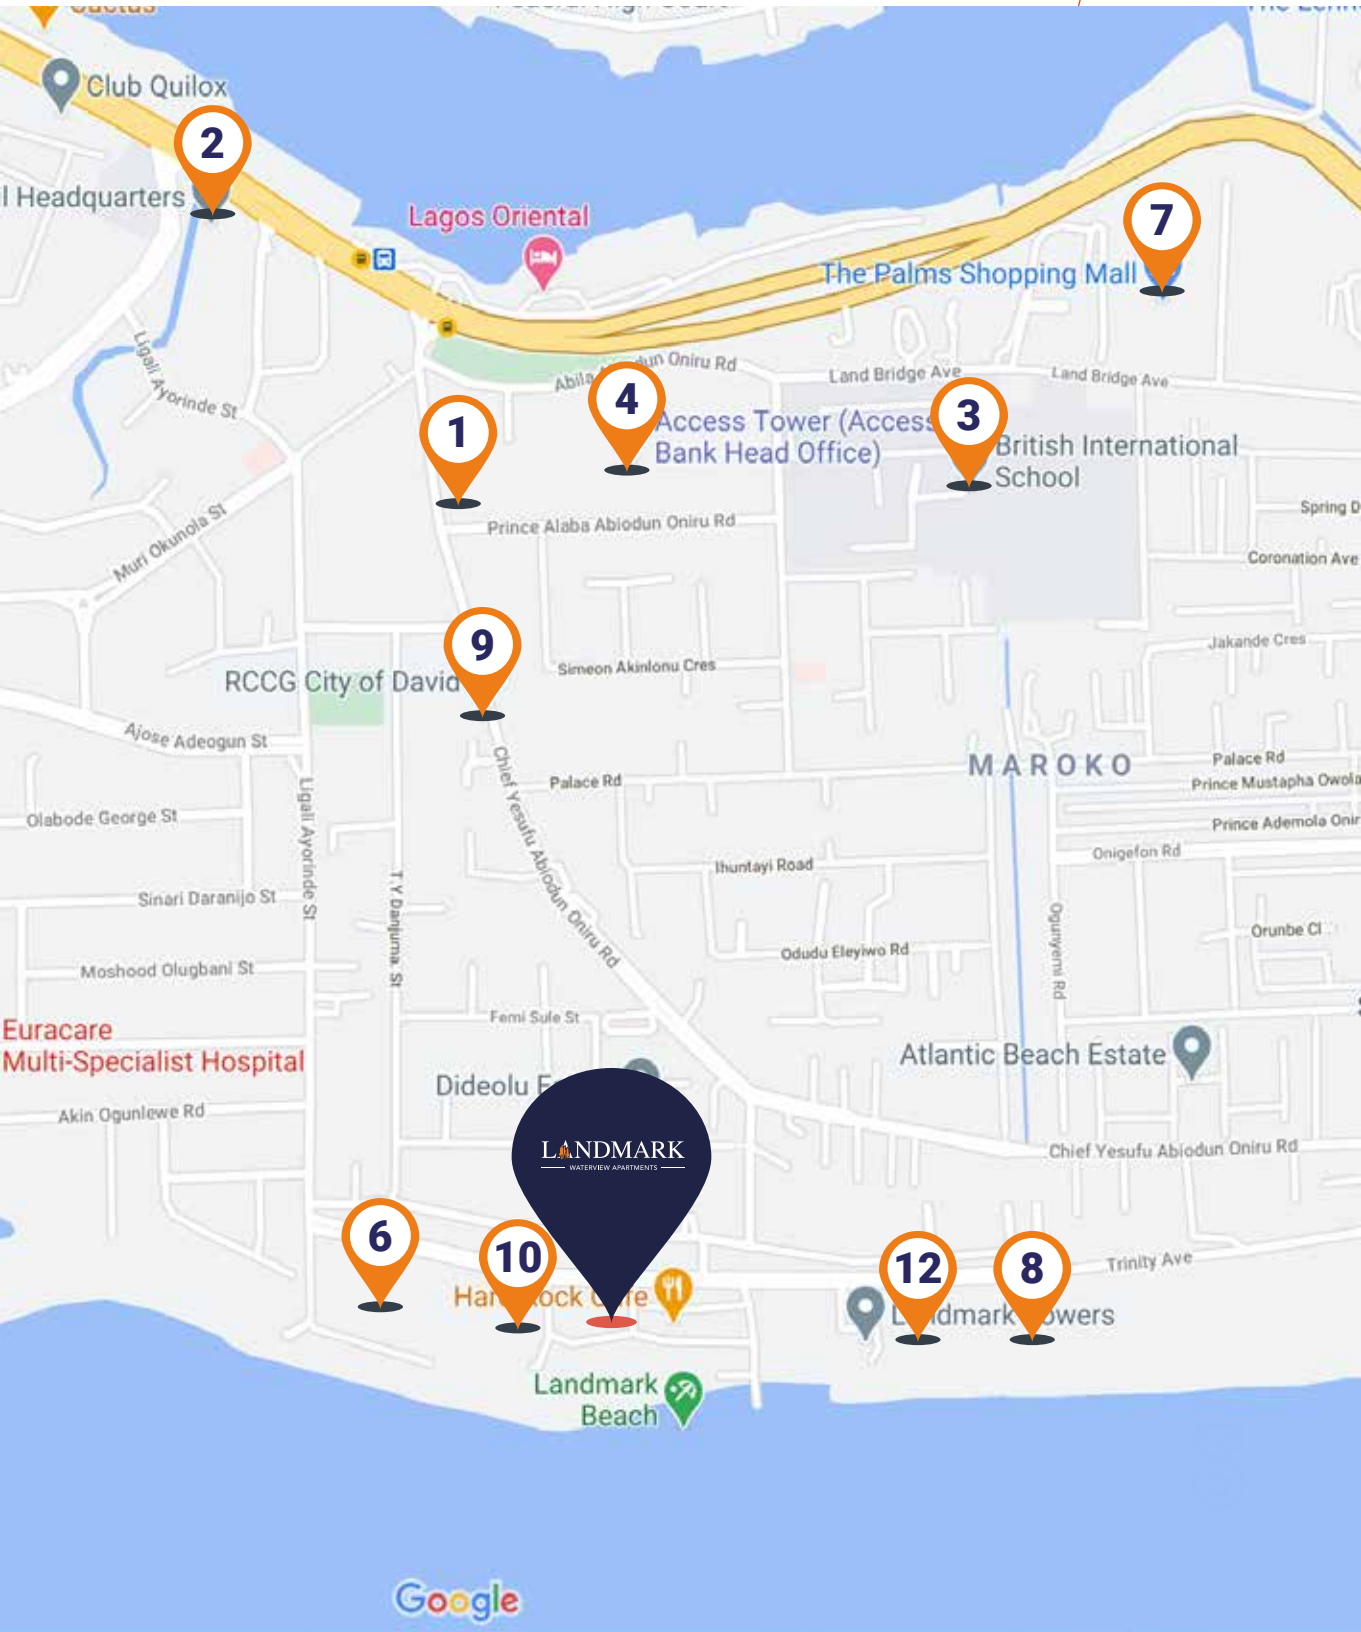 Cactus
Club Quilox
2
l Headquarters
Lagos Oriental
7
The Palms Shopping Mall
Ligali Ayorinde St
Oniru Rd
Land Bridge Ave
Land Bridge Ave
1
4
3
Access Tower (Access
Bank Head Office)
British International
School
Muri Okunola St
Prince Alaba Abiodun Oniru Rd
Spring D
Coronation Ave
9
Jakande Cres
RCCG City of David
Simeon Akinlonu Cres
Ajose Adeogun St
MAROKO
Palace Rd
Palace Rd
Prince Mustapha Owola
Olabode George St
Ligali Ayorinde St
Chief Yesufu Abiodun Oniru Rd
Prince Ademola Onir
Onigefon Rd
Ihuntayi Road
Sinari Daranijo St
T.Y Danjuma. St
Ogunyemi Rd
Orunbe Cl
Odudu Eleyiwo Rd
Moshood Olugbani St
Femi Sule St
Euracare
Multi-Specialist Hospital
Atlantic Beach Estate
Dideolu
Akin Ogunlewe Rd
LANDMARK
WATERVIEW APARTMENTS
Chief Yesufu Abiodun Oniru Rd
6
10
12
8
Trinity Ave
Hard Rock Cafe
Landmark Towers
Landmark
Beach
Google